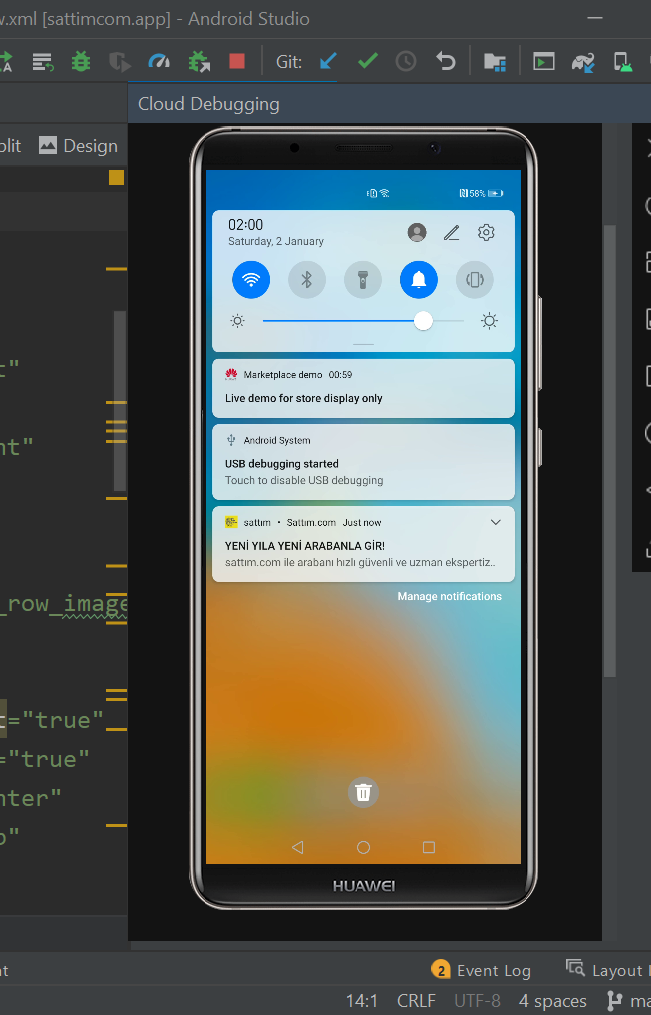 w.xml [sattimcom.app] - Android Studio
Git:
Cloud Debugging
plit
Design
58%
02:00
Saturday, 2 January
Marketplace demo 00:59
Live demo for store display only
Android System
USB debugging started
Touch to disable USB debugging
sattım • Sattım.com Just now
YENİ YILA YENİ ARABANLA GİR!
sattım.com ile arabanı hızlı güvenli ve uzman ekspertiz..
Manage notifications
t"
nt"
_row_image
t="true"
="true"
nter"
p"
HUAWEI
2 Event Log
Layout
14:1 CRLF UTF-8 4 spaces ma